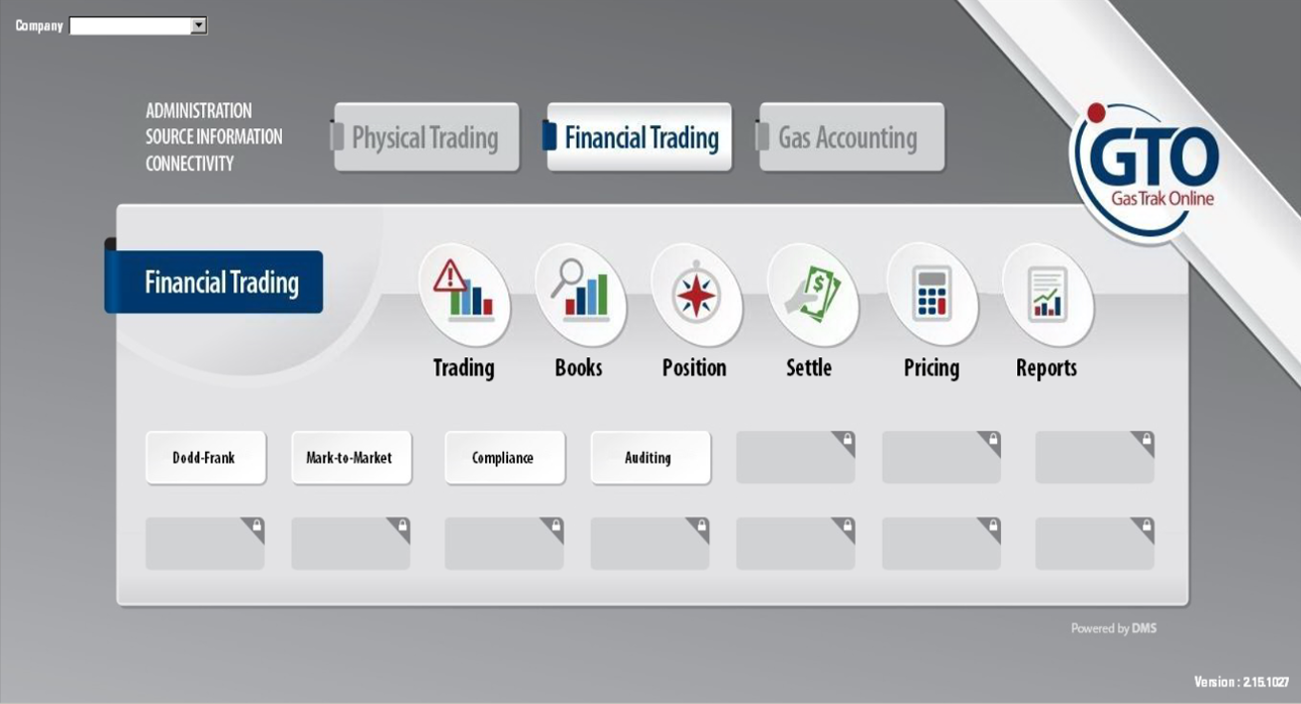 Company
ADMINISTRATION
SOURCE INFORMATION
CONNECTIVITY
Physical Trading
Financial Trading
Gas Accounting
GTO
Gas Trak Online
Financial Trading
Trading
Books
Position
Settle
Pricing
Reports
Dodd-Frank
Mark-to-Market
Compliance
Auditing
Powered by DMS
Version : 2.15.1027